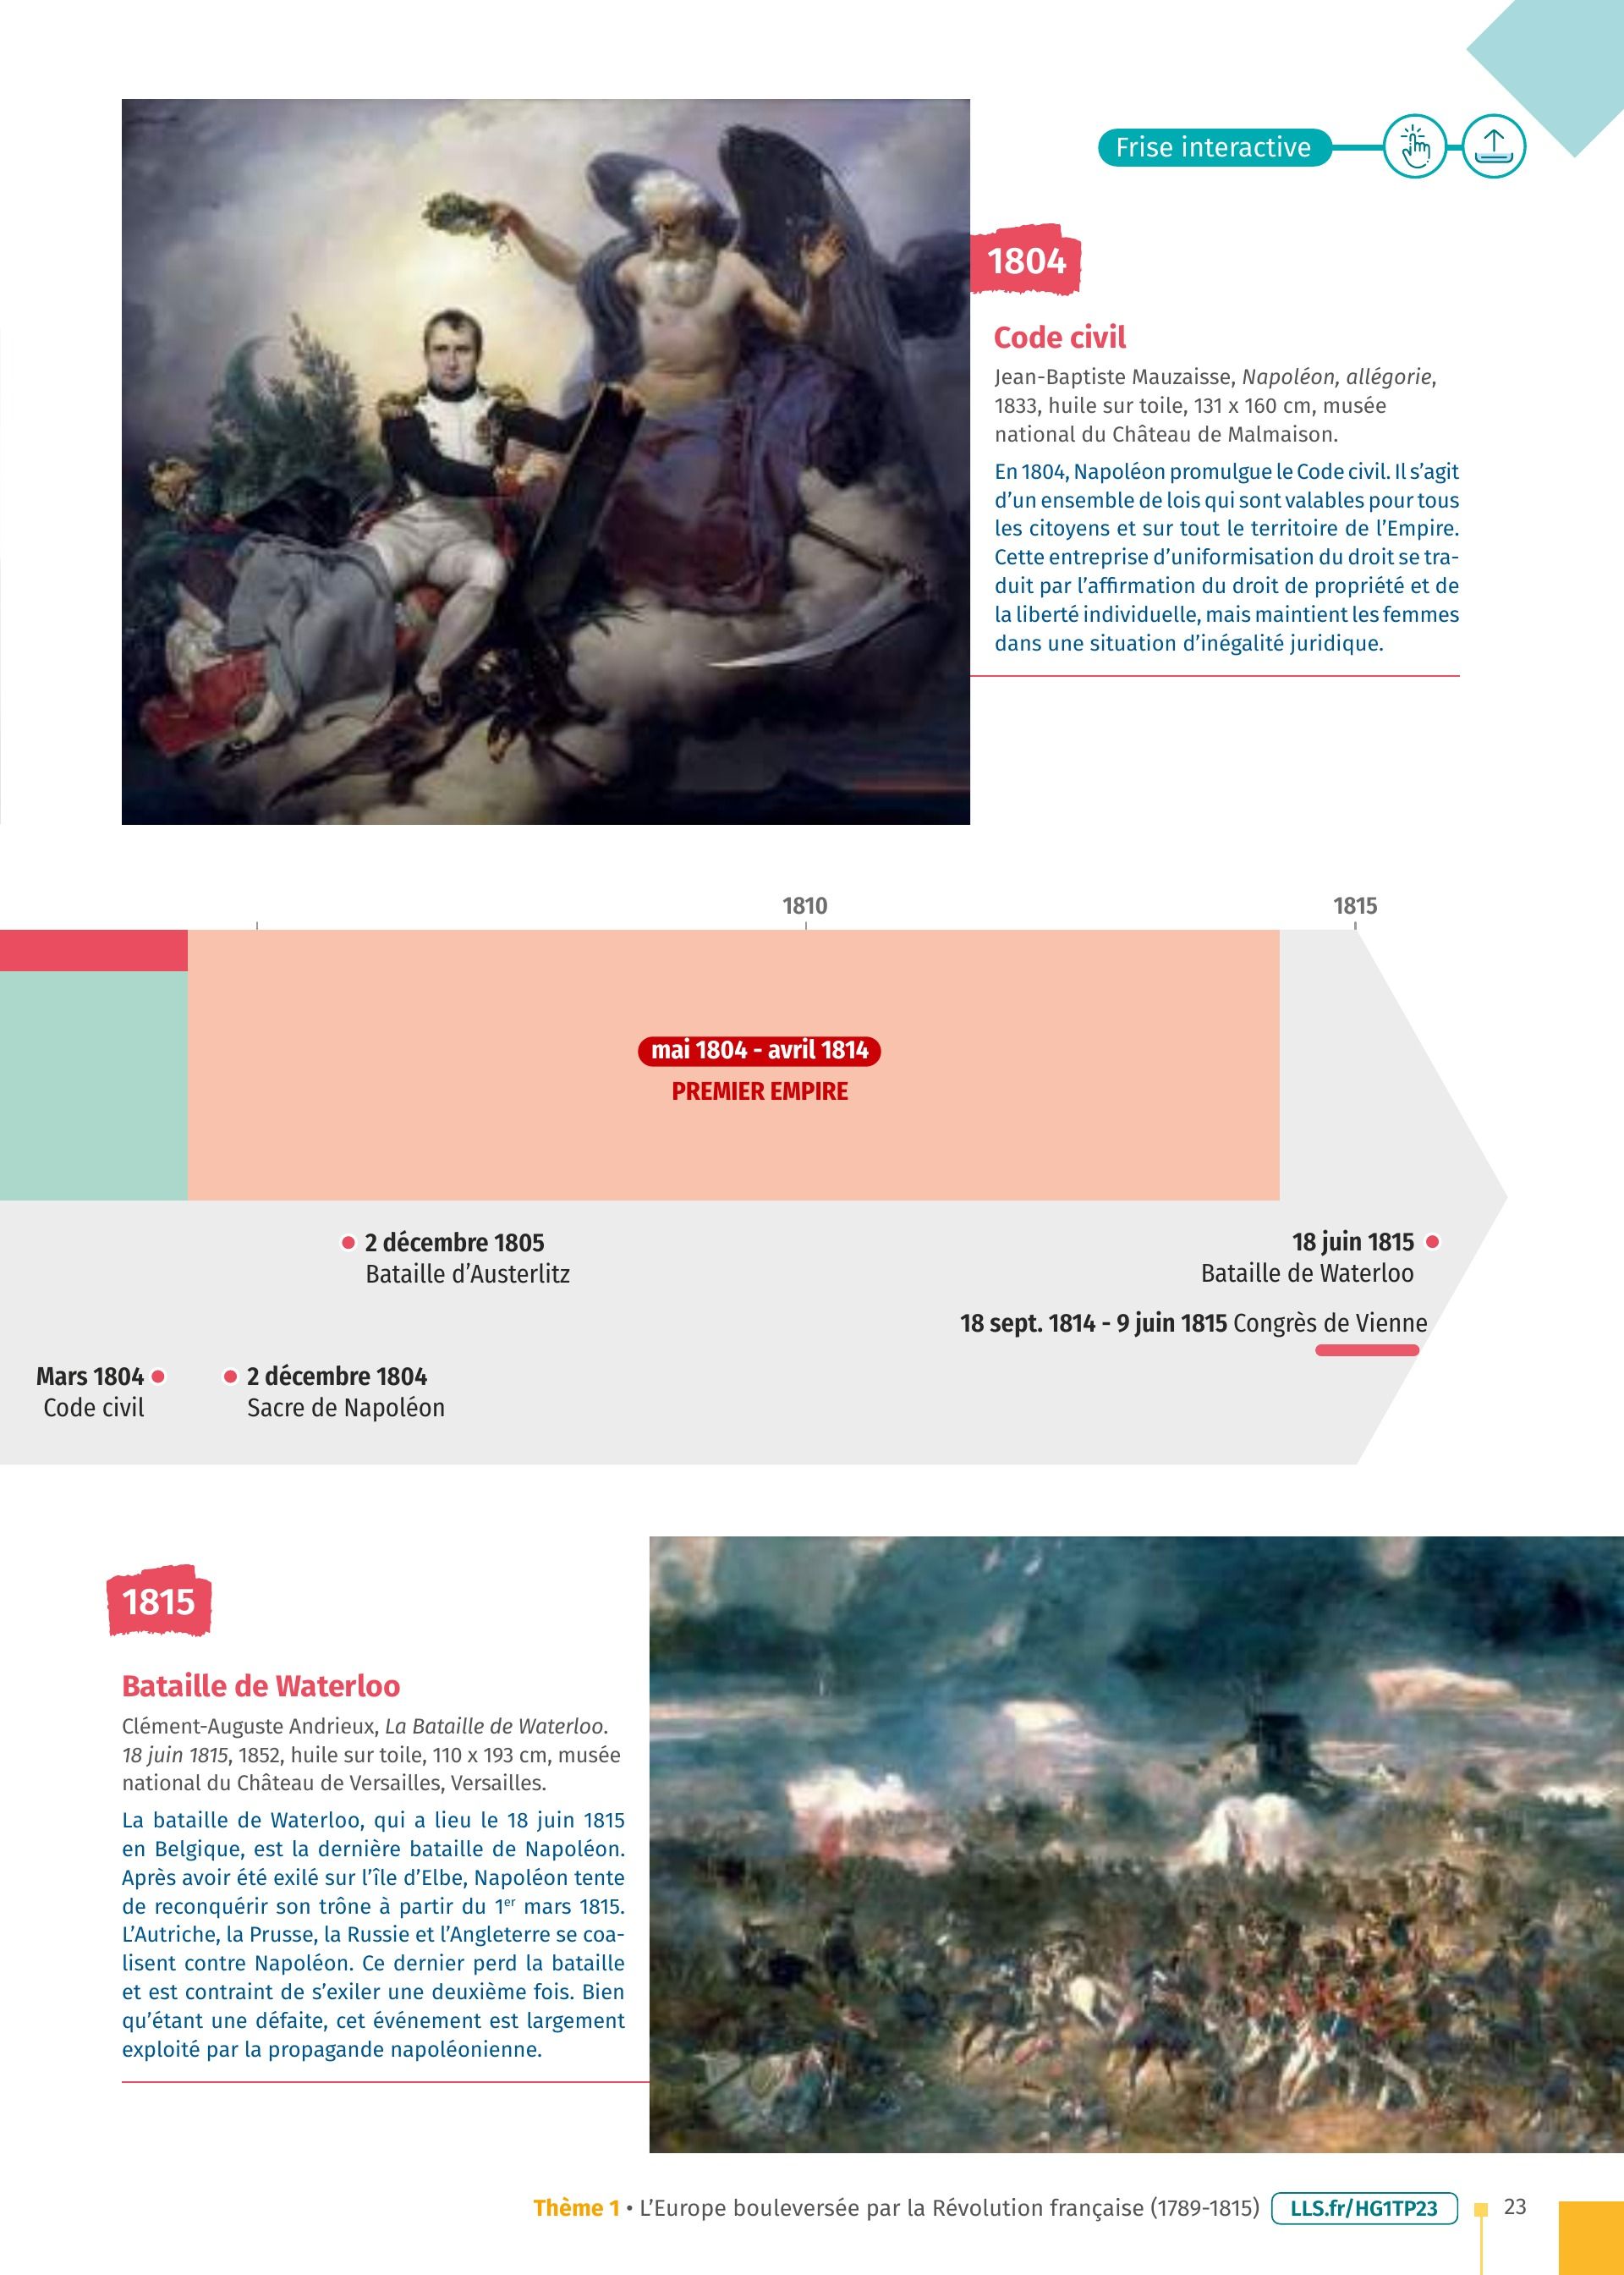 Frise interactive
1804
Code civil
Jean-Baptiste Mauzaisse, Napoléon, allégorie,
1833, huile sur toile, 131 x 160 cm, musée
national du Château de Malmaison.
En 1804, Napoléon promulgue le Code civil. Il s’agit
d’un ensemble de lois qui sont valables pour tous
les citoyens et sur tout le territoire de l’Empire.
Cette entreprise d’uniformisation du droit se tra-
duit par l’affirmation du droit de propriété et de
la liberté individuelle, mais maintient les femmes
dans une situation d’inégalité juridique.
1810
1815
mai 1804 - avril 1814
PREMIER EMPIRE
2 décembre 1805
Bataille d’Austerlitz
18 juin 1815
Bataille de Waterloo
18 sept. 1814 - 9 juin 1815 Congrès de Vienne
Mars 1804
Code civil
2 décembre 1804
Sacre de Napoléon
1815
Bataille de Waterloo
Clément-Auguste Andrieux, La Bataille de Waterloo.
18 juin 1815, 1852, huile sur toile, 110 x 193 cm, musée
national du Château de Versailles, Versailles.
La bataille de Waterloo, qui a lieu le 18 juin 1815
en Belgique, est la dernière bataille de Napoléon.
Après avoir été exilé sur l’île d’Elbe, Napoléon tente
de reconquérir son trône à partir du 1er mars 1815.
L’Autriche, la Prusse, la Russie et l’Angleterre se coa-
lisent contre Napoléon. Ce dernier perd la bataille
et est contraint de s’exiler une deuxième fois. Bien
qu’étant une défaite, cet événement est largement
exploité par la propagande napoléonienne.
Thème 1 • L’Europe bouleversée par la Révolution française (1789-1815) LLS.fr/HG1TP23 23